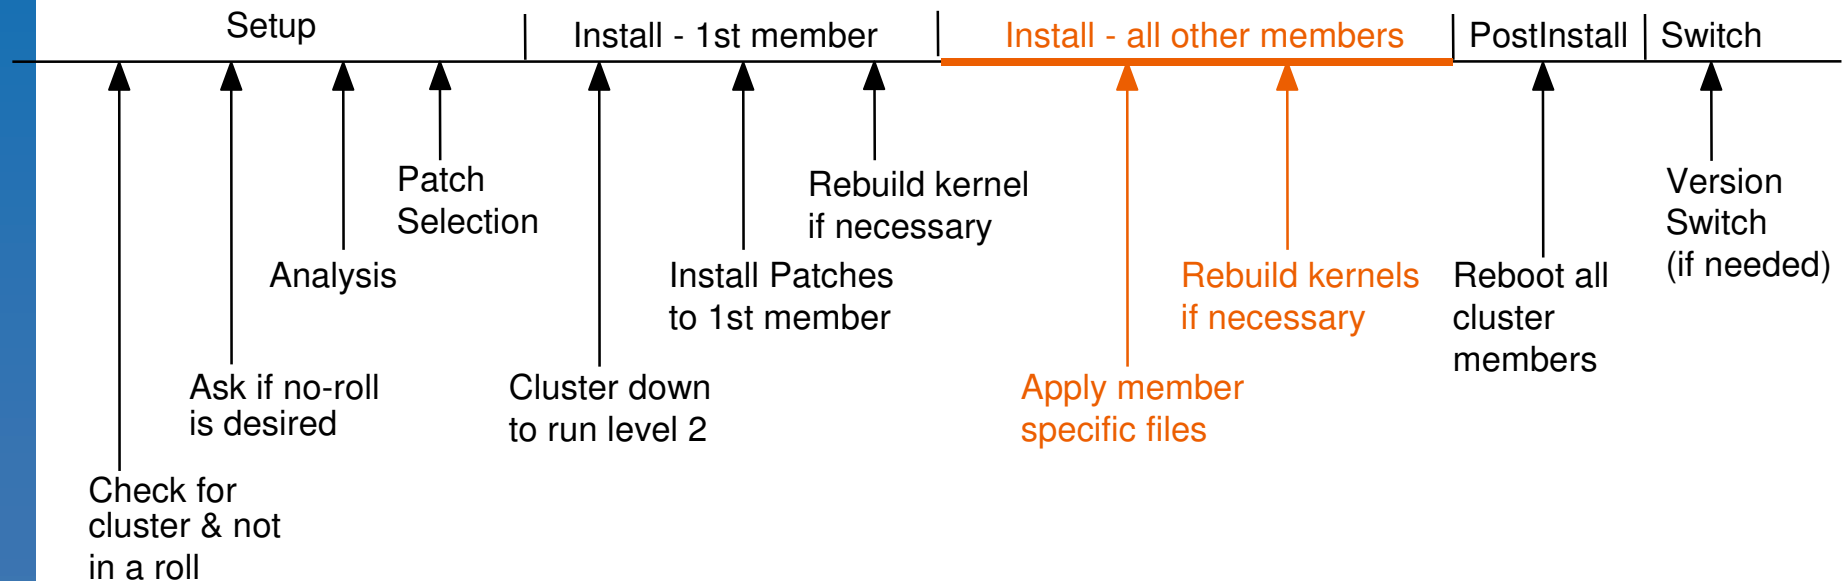 Setup
Install - 1st member
Install - all other members
PostInstall
Switch
Check for
cluster & not
in a roll
Ask if no-roll
is desired
Analysis
Patch
Selection
Cluster down
to run level 2
Install Patches
to 1st member
Rebuild kernel
if necessary
Apply member
specific files
Rebuild kernels
if necessary
Reboot all
cluster
members
Version
Switch
(if needed)